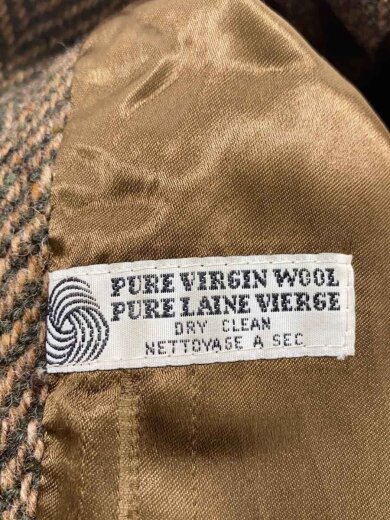 PURE VIRGIN WOOL
PURE LAINE VIERGE
DRY CLEAN
NETTOYAGE A SEC